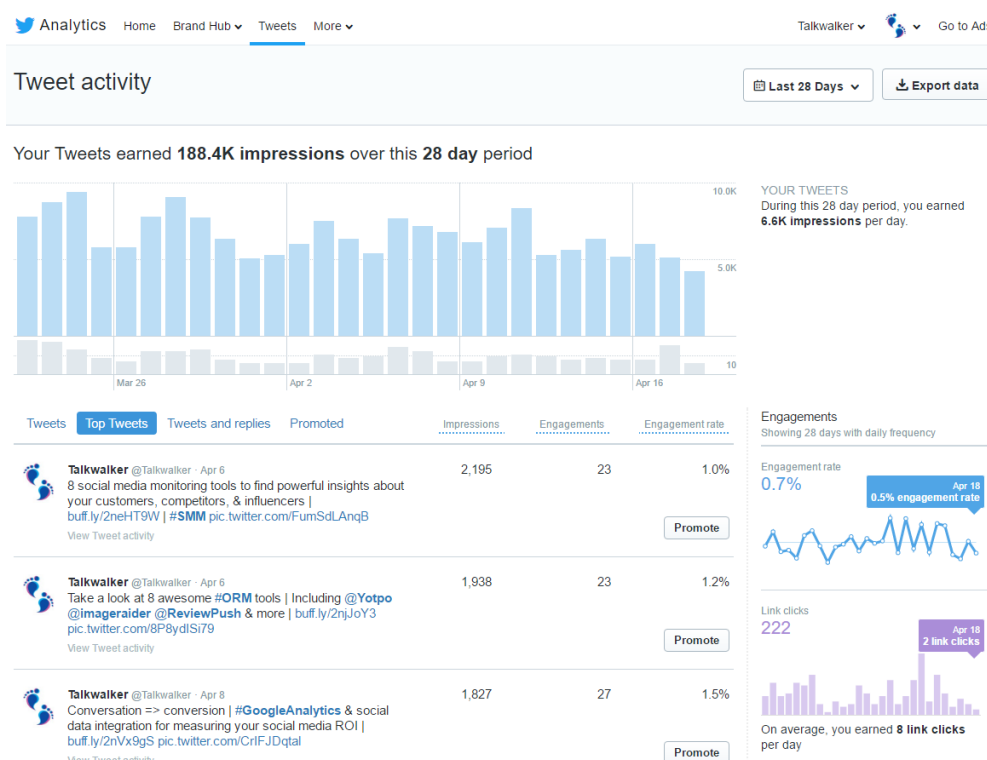 Analytics Home Brand Hub Tweets More Talkwalker Go to Ads
Tweet activity
Last 28 Days Export data
Your Tweets earned 188.4K impressions over this 28 day period
10.0K
5.0K
10
Mar 26 Apr 2 Apr 9 Apr 16
YOUR TWEETS
During this 28 day period, you earned
6.6K impressions per day.
Tweets Top Tweets Tweets and replies Promoted Impressions Engagements Engagement rate
Talkwalker @Talkwalker · Apr 6 2,195 23 1.0%
8 social media monitoring tools to find powerful insights about
your customers, competitors, & influencers |
buff.ly/2neHT9W | #SMM pic.twitter.com/FumSdLAnqB
View Tweet activity
Promote
Talkwalker @Talkwalker · Apr 6 1,938 23 1.2%
Take a look at 8 awesome #ORM tools | Including @Yotpo
@imageraider @ReviewPush & more | buff.ly/2njJoY3
pic.twitter.com/8P8ydISi79
View Tweet activity
Promote
Talkwalker @Talkwalker · Apr 8 1,827 27 1.5%
Conversation => conversion | #GoogleAnalytics & social
data integration for measuring your social media ROI |
buff.ly/2nVx9gS pic.twitter.com/CrIFJDqtal
View Tweet activity
Promote
Engagements
Showing 28 days with daily frequency
Engagement rate
0.7%
Apr 18
0.5% engagement rate
Link clicks
222
Apr 18
2 link clicks
On average, you earned 8 link clicks
per day